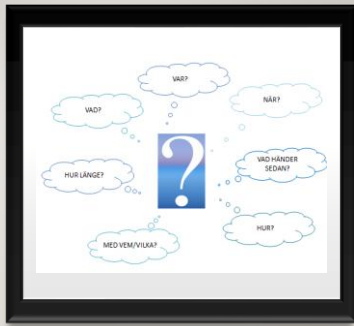 VAR?
NÄR?
VAD?
?
VAD HÄNDER
SEDAN?
HUR LÄNGE?
HUR?
MED VEM/VILKA?